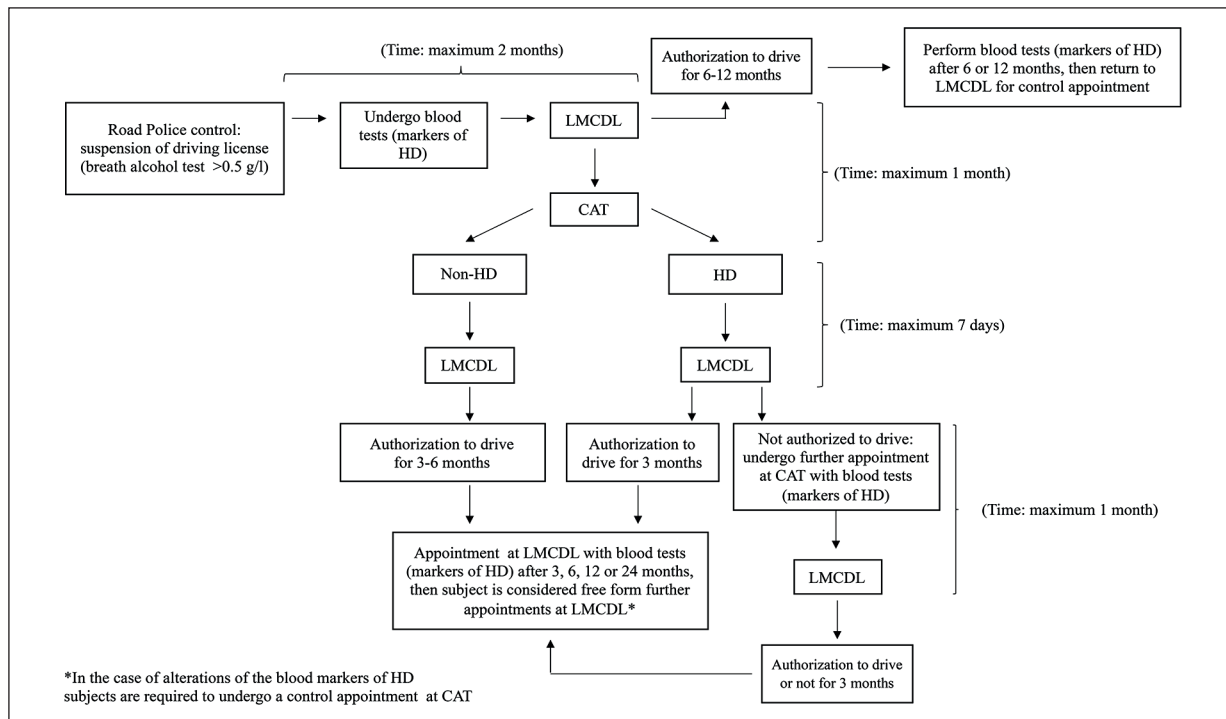 (Time: maximum 2 months)
Authorization to drive
for 6-12 months
Perform blood tests (markers of HD)
after 6 or 12 months, then return to
LMCDL for control appointment
Road Police control:
suspension of driving license
(breath alcohol test >0.5 g/l)
Undergo blood
tests (markers of
HD)
LMCDL
(Time: maximum 1 month)
CAT
Non-HD
HD
(Time: maximum 7 days)
LMCDL
LMCDL
Authorization to drive
for 3-6 months
Authorization to
drive for 3 months
Not authorized to drive:
undergo further appointment
at CAT with blood tests
(markers of HD)
(Time: maximum 1 month)
Appointment at LMCDL with blood tests
(markers of HD) after 3, 6, 12 or 24 months,
then subject is considered free form further
appointments at LMCDL*
LMCDL
Authorization to drive
or not for 3 months
*In the case of alterations of the blood markers of HD
subjects are required to undergo a control appointment at CAT